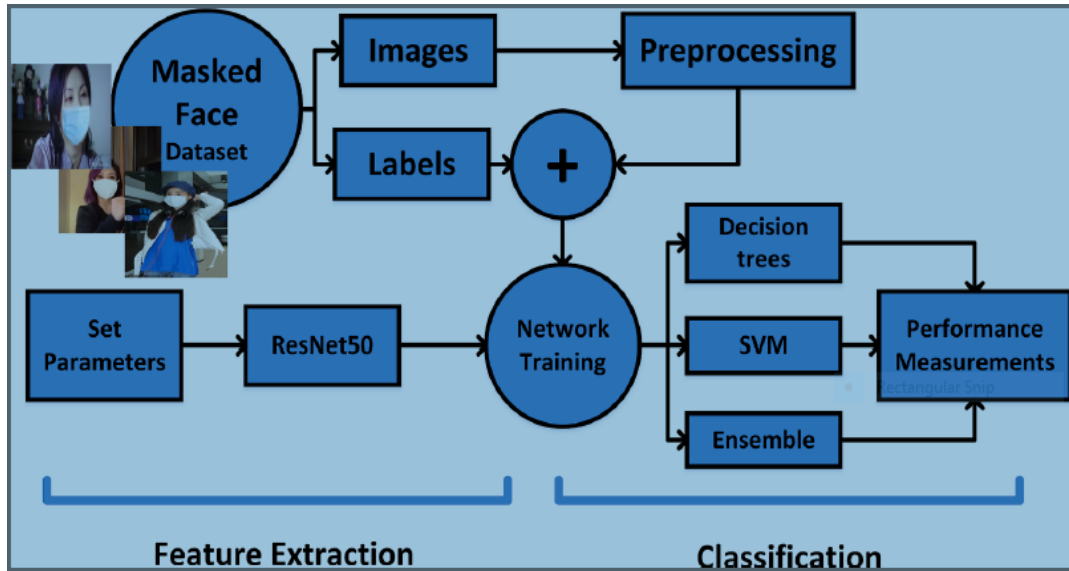 Masked
Face
Dataset
Images
Preprocessing
Labels
+
Set
Parameters
ResNet50
Network
Training
Decision
trees
SVM
Ensemble
Performance
Measurements
Rectangular Snip
Feature Extraction
Classification